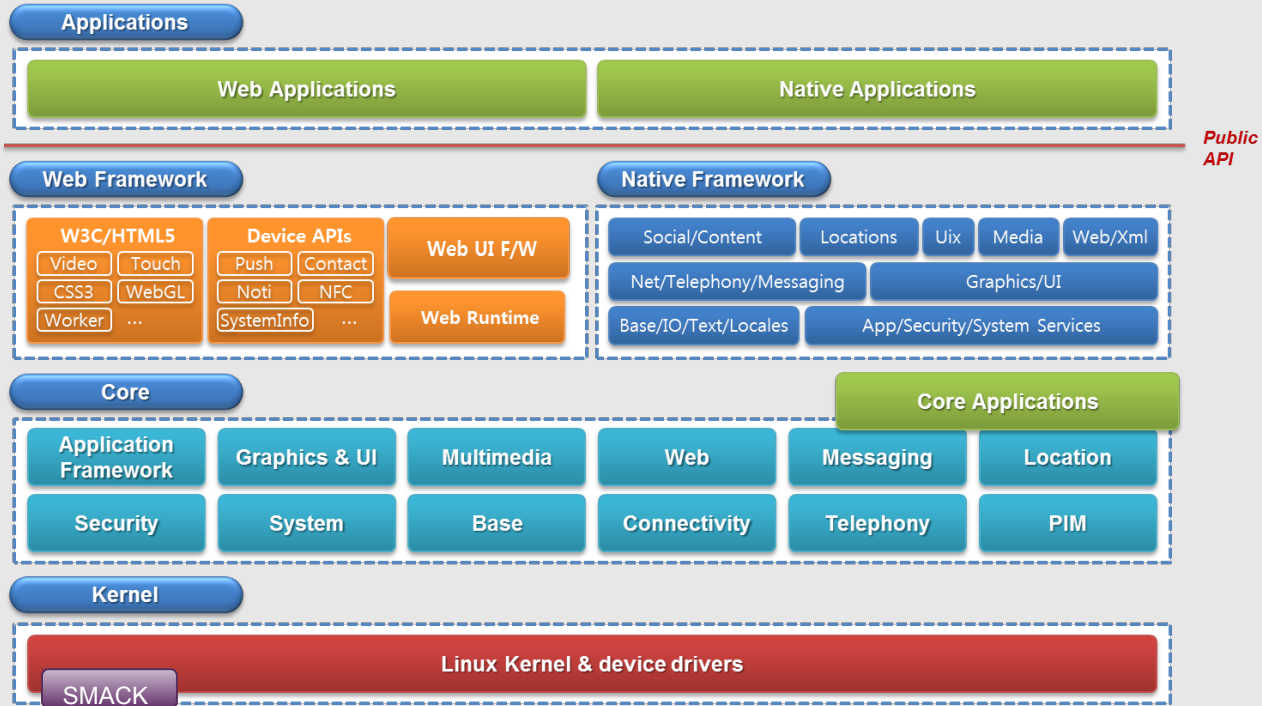 Applications
Web Applications
Native Applications
Public
API
Web Framework
Native Framework
W3C/HTML5
Video
Touch
CSS3
WebGL
Worker
...
Device APIs
Push
Contact
Noti
NFC
SystemInfo
...
Web UI F/W
Web Runtime
Social/Content
Locations
Uix
Media
Web/Xml
Net/Telephony/Messaging
Graphics/UI
Base/IO/Text/Locales
App/Security/System Services
Core
Core Applications
Application
Framework
Graphics & UI
Multimedia
Web
Messaging
Location
Security
System
Base
Connectivity
Telephony
PIM
Kernel
Linux Kernel & device drivers
SMACK